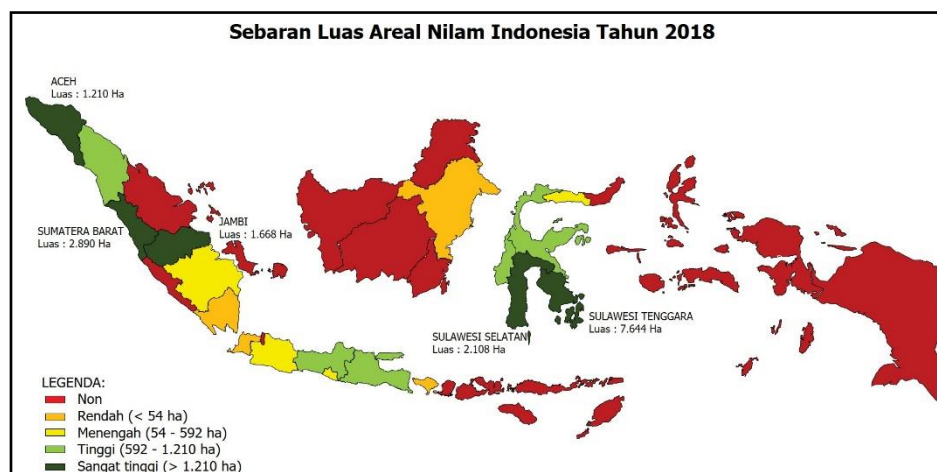 Sebaran Luas Areal Nilam Indonesia Tahun 2018
ACEH
Luas : 1.210 Ha
SUMATERA BARAT
Luas : 2.890 Ha
JAMBI
Luas : 1.668 Ha
SULAWESI SELATAN
Luas : 2.108 Ha
SULAWESI TENGGARA
Luas : 7.644 Ha
LEGENDA:
Non
Rendah (< 54 ha)
Menengah (54 - 592 ha)
Tinggi (592 - 1.210 ha)
Sangat tinggi (> 1.210 ha)